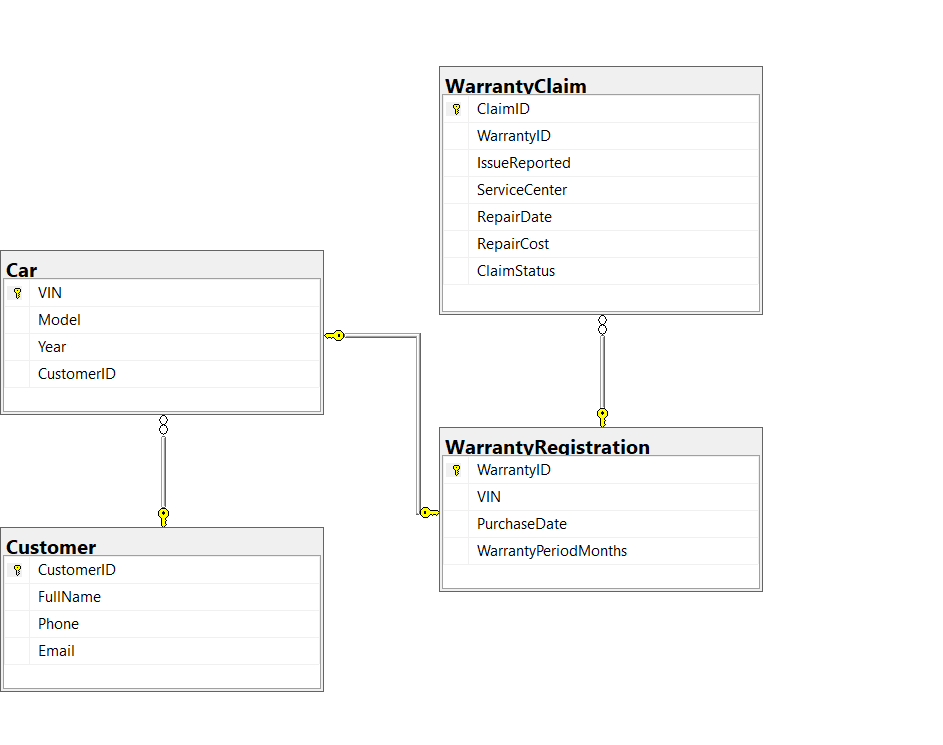 WarrantyClaim
ClaimID
WarrantyID
IssueReported
ServiceCenter
RepairDate
RepairCost
ClaimStatus
Car
VIN
Model
Year
CustomerID
WarrantyRegistration
WarrantyID
VIN
PurchaseDate
WarrantyPeriodMonths
Customer
CustomerID
FullName
Phone
Email